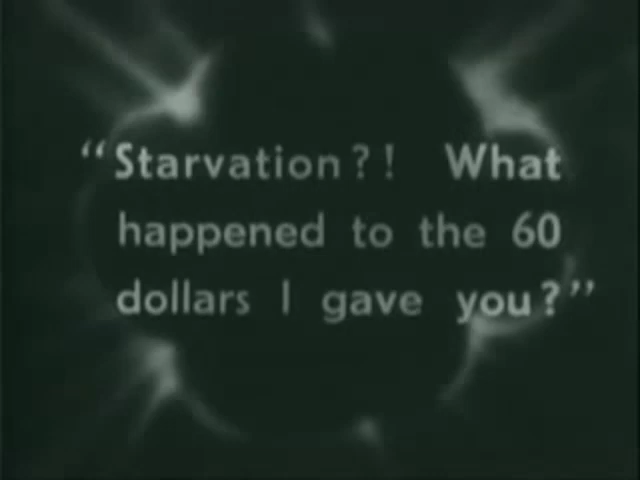 “Starvation?! What
happened to the 60
dollars I gave you?”